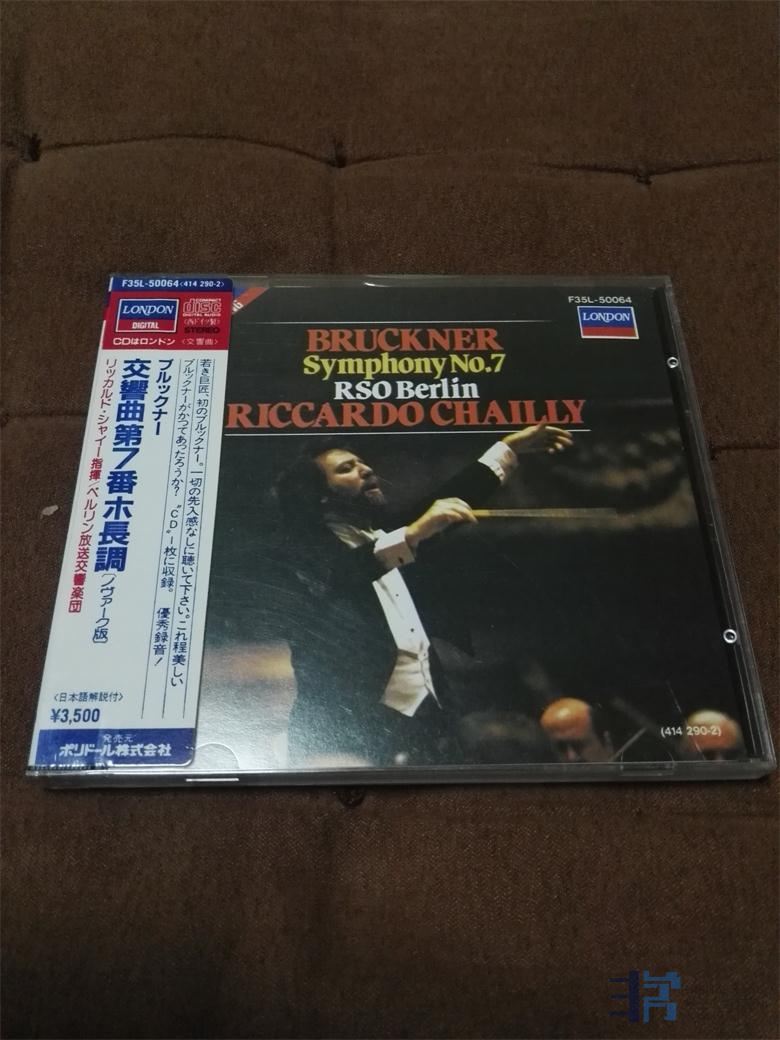 F35L-50064<414 290-2>
LONDON
DIGITAL
COMPACT
disc
DIGITAL AUDIO
〈西ドイツ製〉
STEREO
CDはロンドン〈交響曲〉
ブルックナー
交響曲第7番ホ長調[ノヴァーク版]
リッカルド・シャイー指揮/ベルリン放送交響楽団
若き巨匠、初のブルックナー。一切の先入感なしに聴いて下さい。これ程美しい
ブルックナーがかつてあったろうか? “CD”1枚に収録。 優秀録音!
〈日本語解説付〉
¥3,500
発売元
ポリドール株式会社
F35L-50064
LONDON
BRUCKNER
Symphony No.7
RSO Berlin
RICCARDO CHAILLY
(414 290-2)